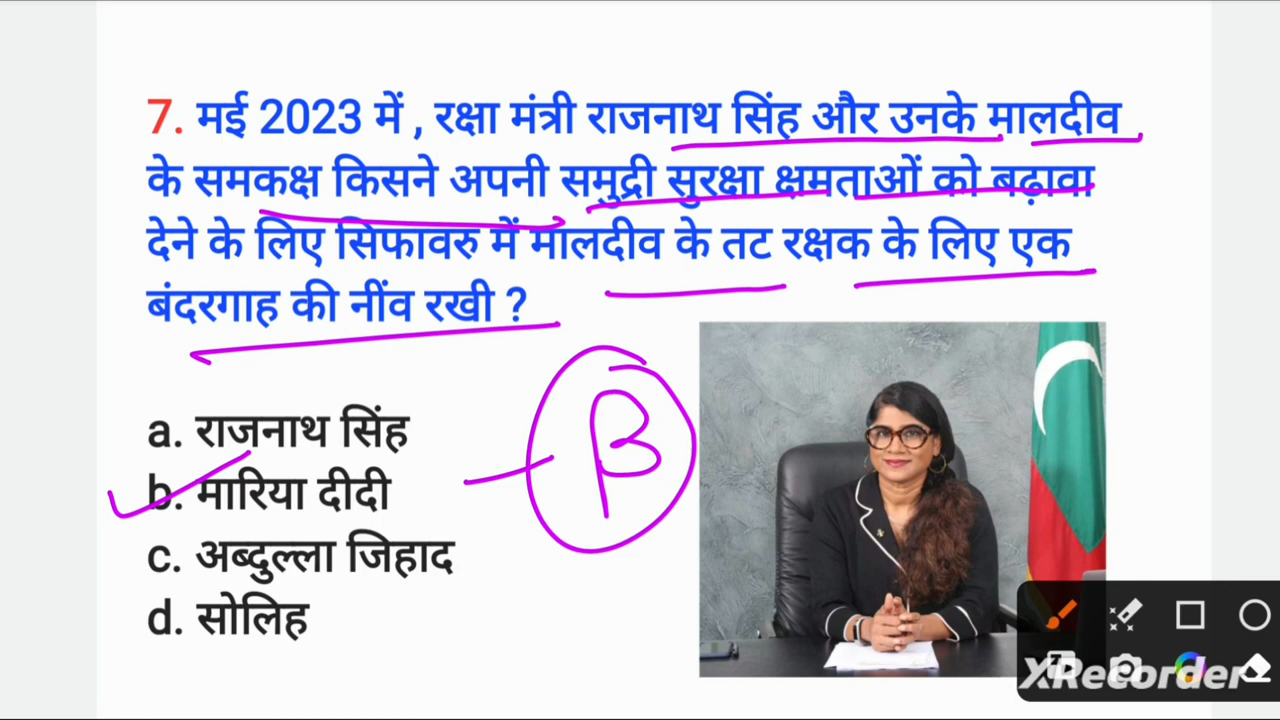 7. मई 2023 में , रक्षा मंत्री राजनाथ सिंह और उनके मालदीव
के समकक्ष किसने अपनी समुद्री सुरक्षा क्षमताओं को बढ़ावा
देने के लिए सिफावरु में मालदीव के तट रक्षक के लिए एक
बंदरगाह की नींव रखी ?
a. राजनाथ सिंह
b. मारिया दीदी
B
c. अब्दुल्ला जिहाद
d. सोलिह
XRecorder